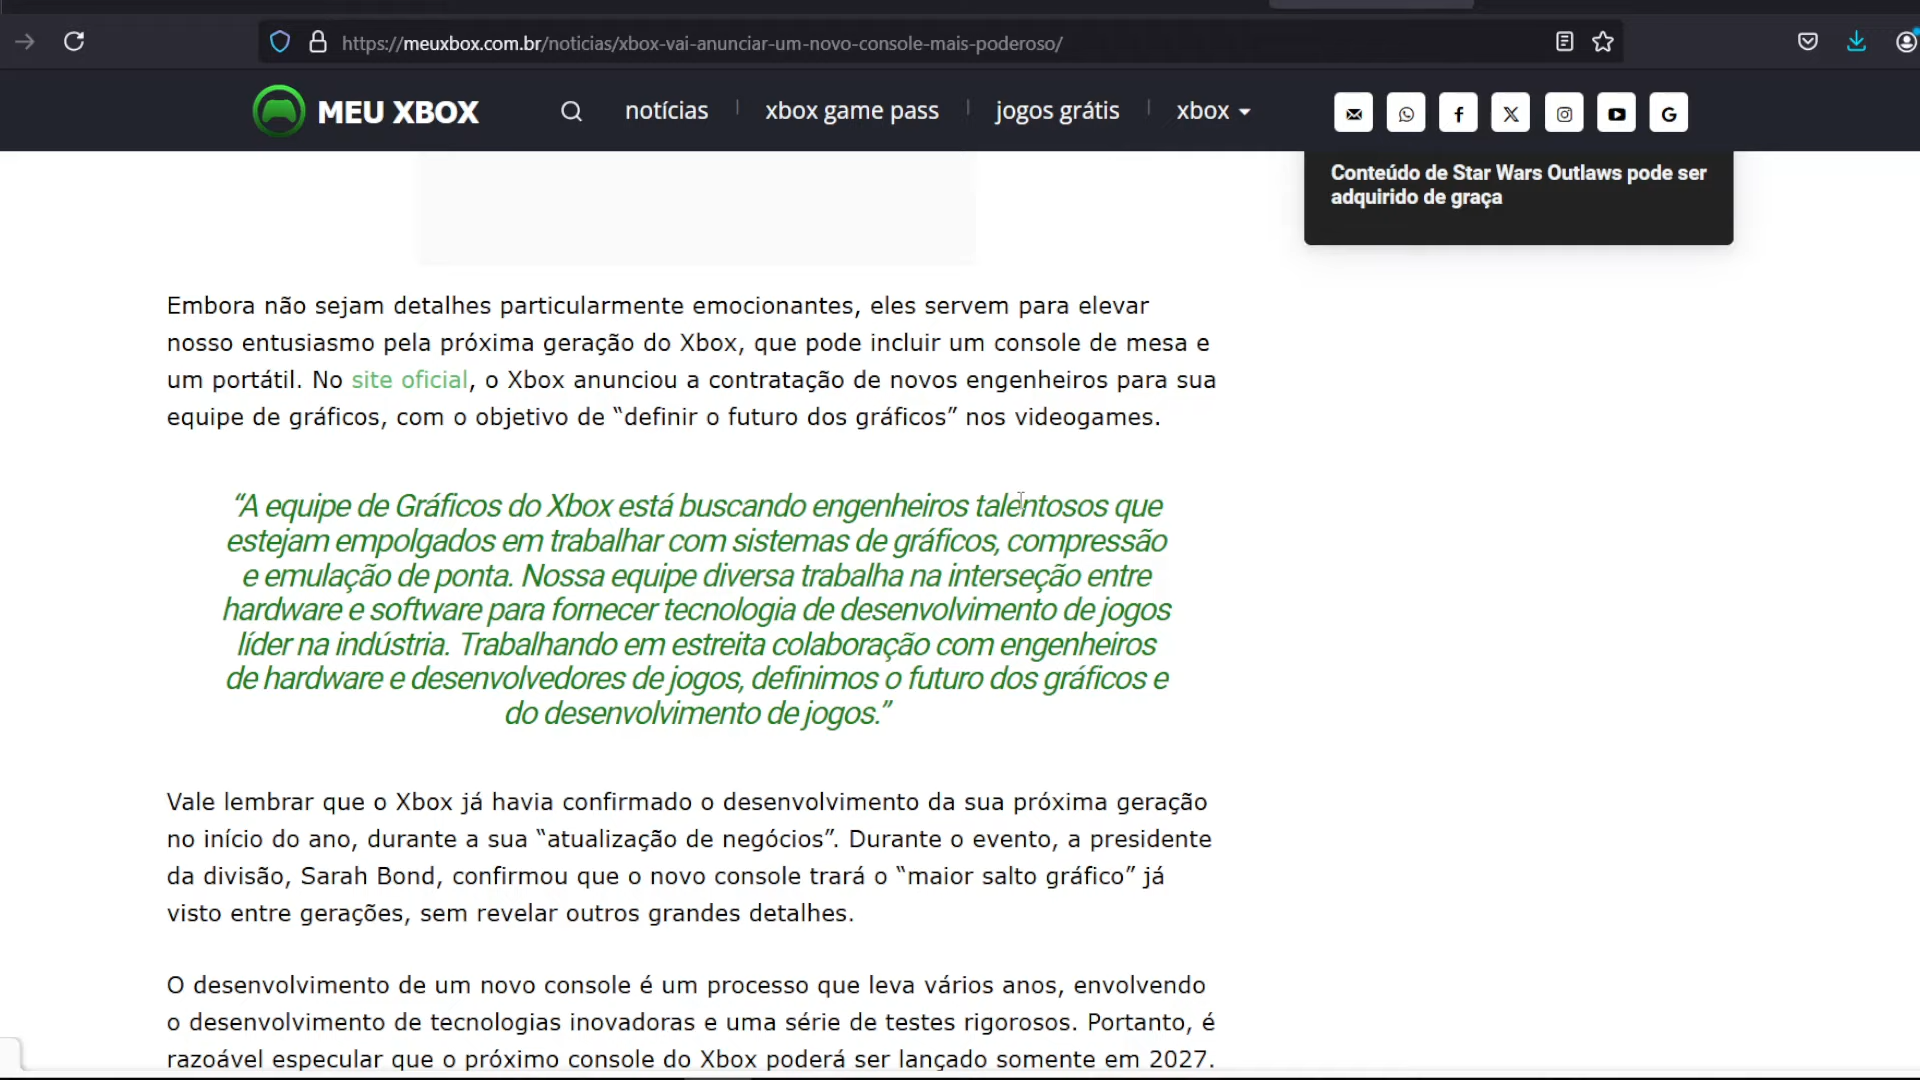 https://meuxbox.com.br/noticias/xbox-vai-anunciar-um-novo-console-mais-poderoso/
MEU XBOX
notícias
xbox game pass
jogos grátis
xbox
Conteúdo de Star Wars Outlaws pode ser
adquirido de graça
Embora não sejam detalhes particularmente emocionantes, eles servem para elevar
nosso entusiasmo pela próxima geração do Xbox, que pode incluir um console de mesa e
um portátil. No site oficial, o Xbox anunciou a contratação de novos engenheiros para sua
equipe de gráficos, com o objetivo de “definir o futuro dos gráficos” nos videogames.
“A equipe de Gráficos do Xbox está buscando engenheiros talentosos que
estejam empolgados em trabalhar com sistemas de gráficos, compressão
e emulação de ponta. Nossa equipe diversa trabalha na interseção entre
hardware e software para fornecer tecnologia de desenvolvimento de jogos
líder na indústria. Trabalhando em estreita colaboração com engenheiros
de hardware e desenvolvedores de jogos, definimos o futuro dos gráficos e
do desenvolvimento de jogos.”
Vale lembrar que o Xbox já havia confirmado o desenvolvimento da sua próxima geração
no início do ano, durante a sua “atualização de negócios”. Durante o evento, a presidente
da divisão, Sarah Bond, confirmou que o novo console trará o “maior salto gráfico” já
visto entre gerações, sem revelar outros grandes detalhes.
O desenvolvimento de um novo console é um processo que leva vários anos, envolvendo
o desenvolvimento de tecnologias inovadoras e uma série de testes rigorosos. Portanto, é
razoável especular que o próximo console do Xbox poderá ser lançado somente em 2027.